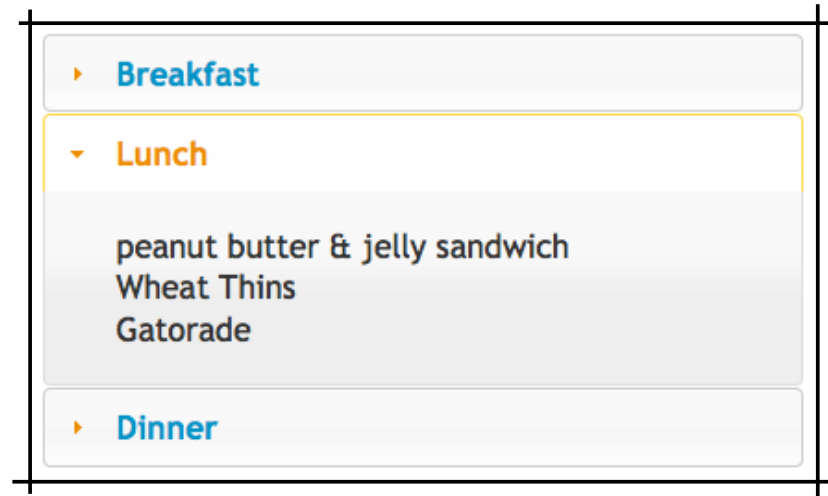 Breakfast
Lunch
peanut butter & jelly sandwich
Wheat Thins
Gatorade
Dinner